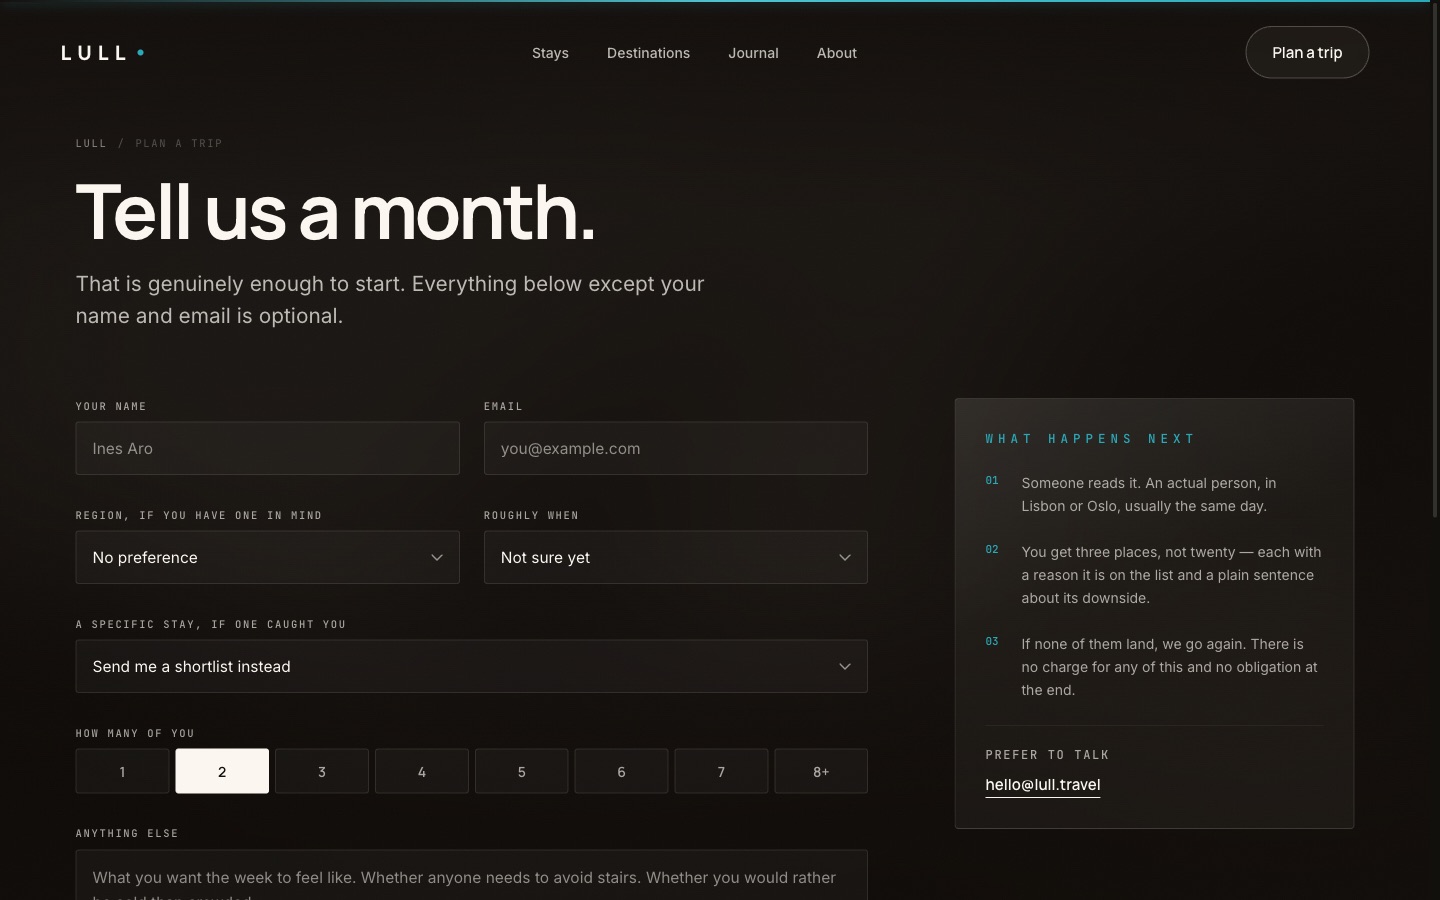 LULL
Stays
Destinations
Journal
About
Plan a trip
LULL / PLAN A TRIP
Tell us a month.
That is genuinely enough to start. Everything below except your
name and email is optional.
YOUR NAME
Ines Aro
EMAIL
you@example.com
REGION, IF YOU HAVE ONE IN MIND
No preference
ROUGHLY WHEN
Not sure yet
A SPECIFIC STAY, IF ONE CAUGHT YOU
Send me a shortlist instead
HOW MANY OF YOU
1 2 3 4 5 6 7 8+
ANYTHING ELSE
What you want the week to feel like. Whether anyone needs to avoid stairs. Whether you would rather
WHAT HAPPENS NEXT
01 Someone reads it. An actual person, in
Lisbon or Oslo, usually the same day.
02 You get three places, not twenty — each with
a reason it is on the list and a plain sentence
about its downside.
03 If none of them land, we go again. There is
no charge for any of this and no obligation at
the end.
PREFER TO TALK
hello@lull.travel